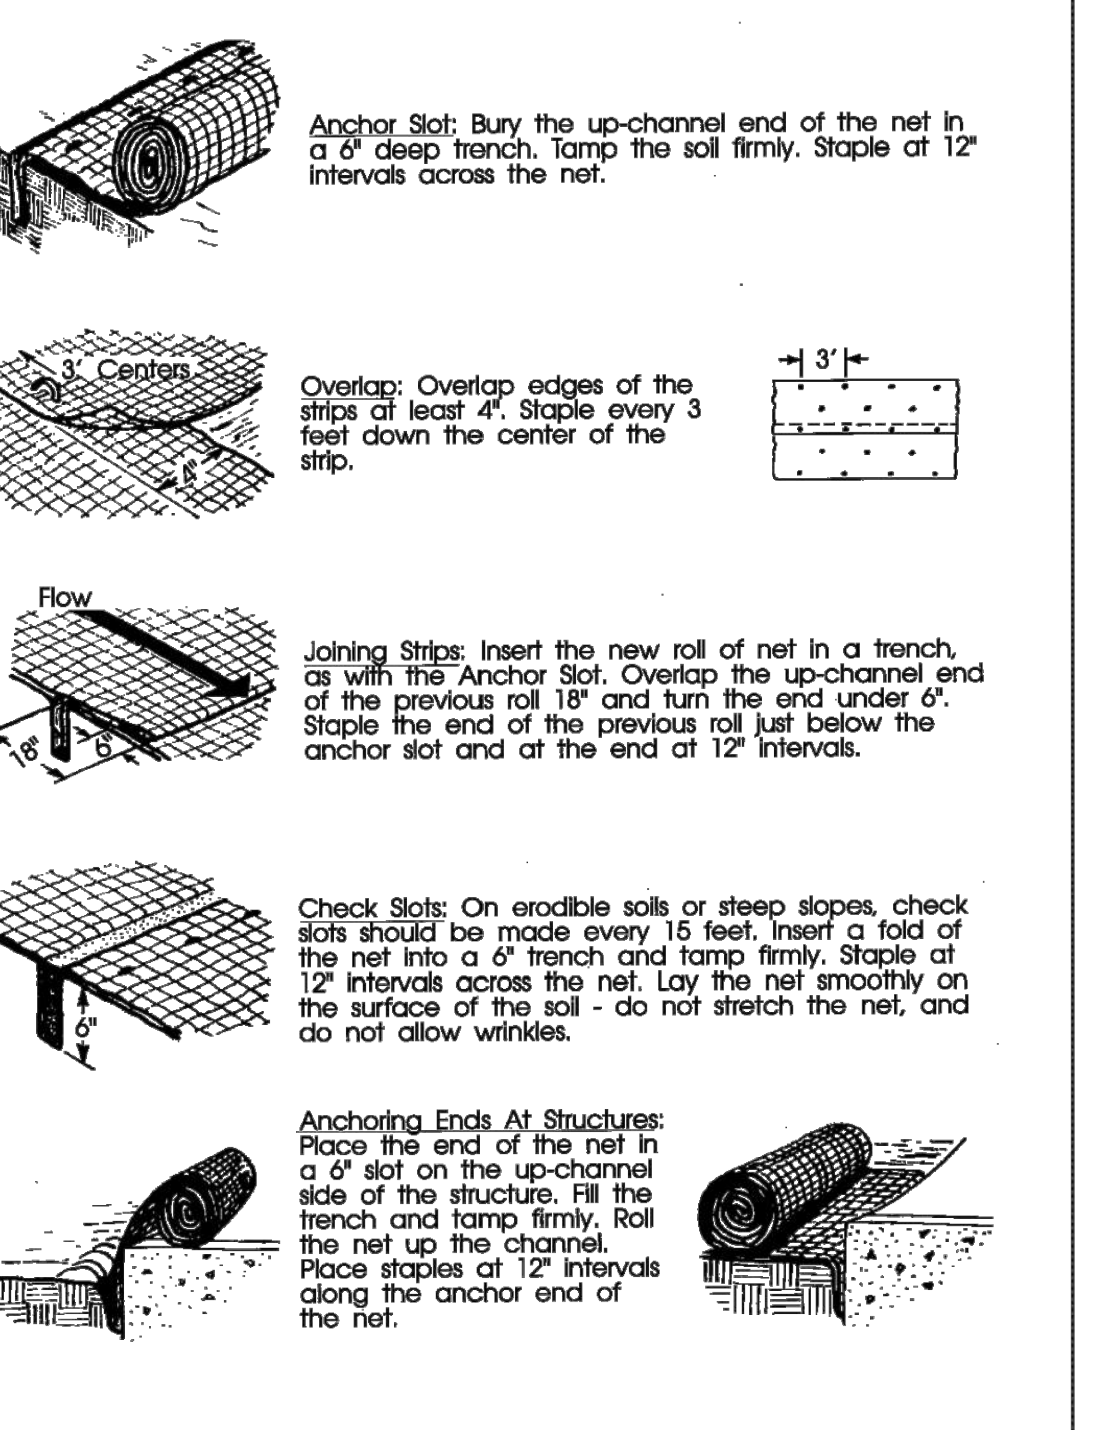 Anchor Slot: Bury the up-channel end of the net in
a 6" deep trench. Tamp the soil firmly. Staple at 12"
intervals across the net.
3' Centers
4"
Overlap: Overlap edges of the
strips at least 4". Staple every 3
feet down the center of the
strip.
3'
Flow
18"
6"
Joining Strips: Insert the new roll of net in a trench,
as with the Anchor Slot. Overlap the up-channel end
of the previous roll 18" and turn the end under 6".
Staple the end of the previous roll just below the
anchor slot and at the end at 12" intervals.
6"
Check Slots: On erodible soils or steep slopes, check
slots should be made every 15 feet. Insert a fold of
the net into a 6" trench and tamp firmly. Staple at
12" intervals across the net. Lay the net smoothly on
the surface of the soil - do not stretch the net, and
do not allow wrinkles.
Anchoring Ends At Structures:
Place the end of the net in
a 6" slot on the up-channel
side of the structure. Fill the
trench and tamp firmly. Roll
the net up the channel.
Place staples at 12" intervals
along the anchor end of
the net.